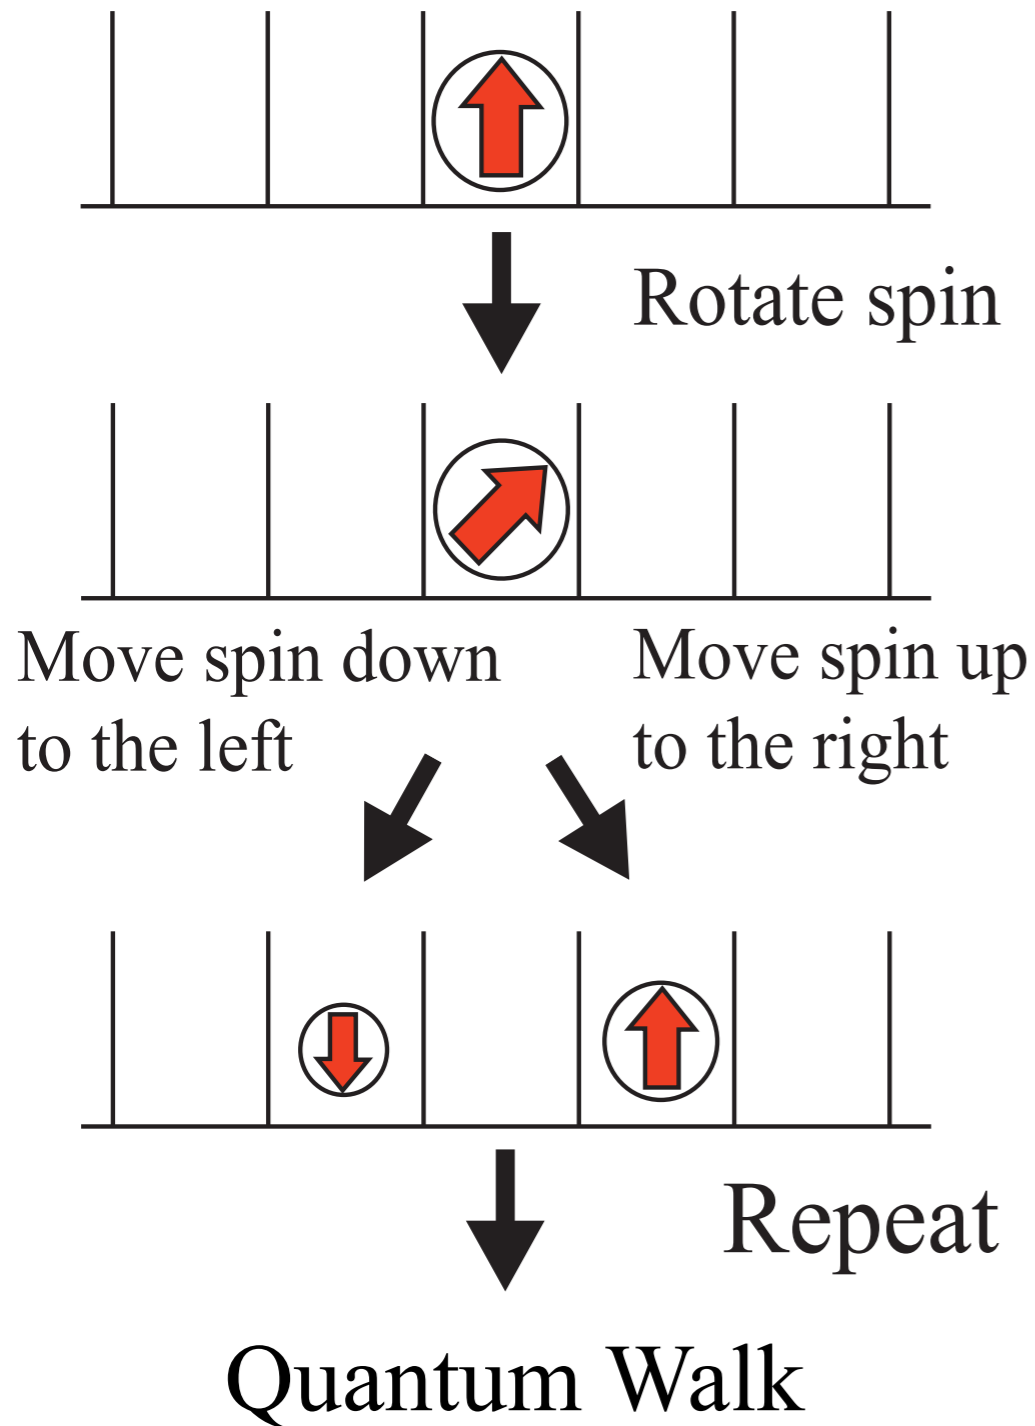 Rotate spin
Move spin down
to the left
Move spin up
to the right
Repeat
Quantum Walk